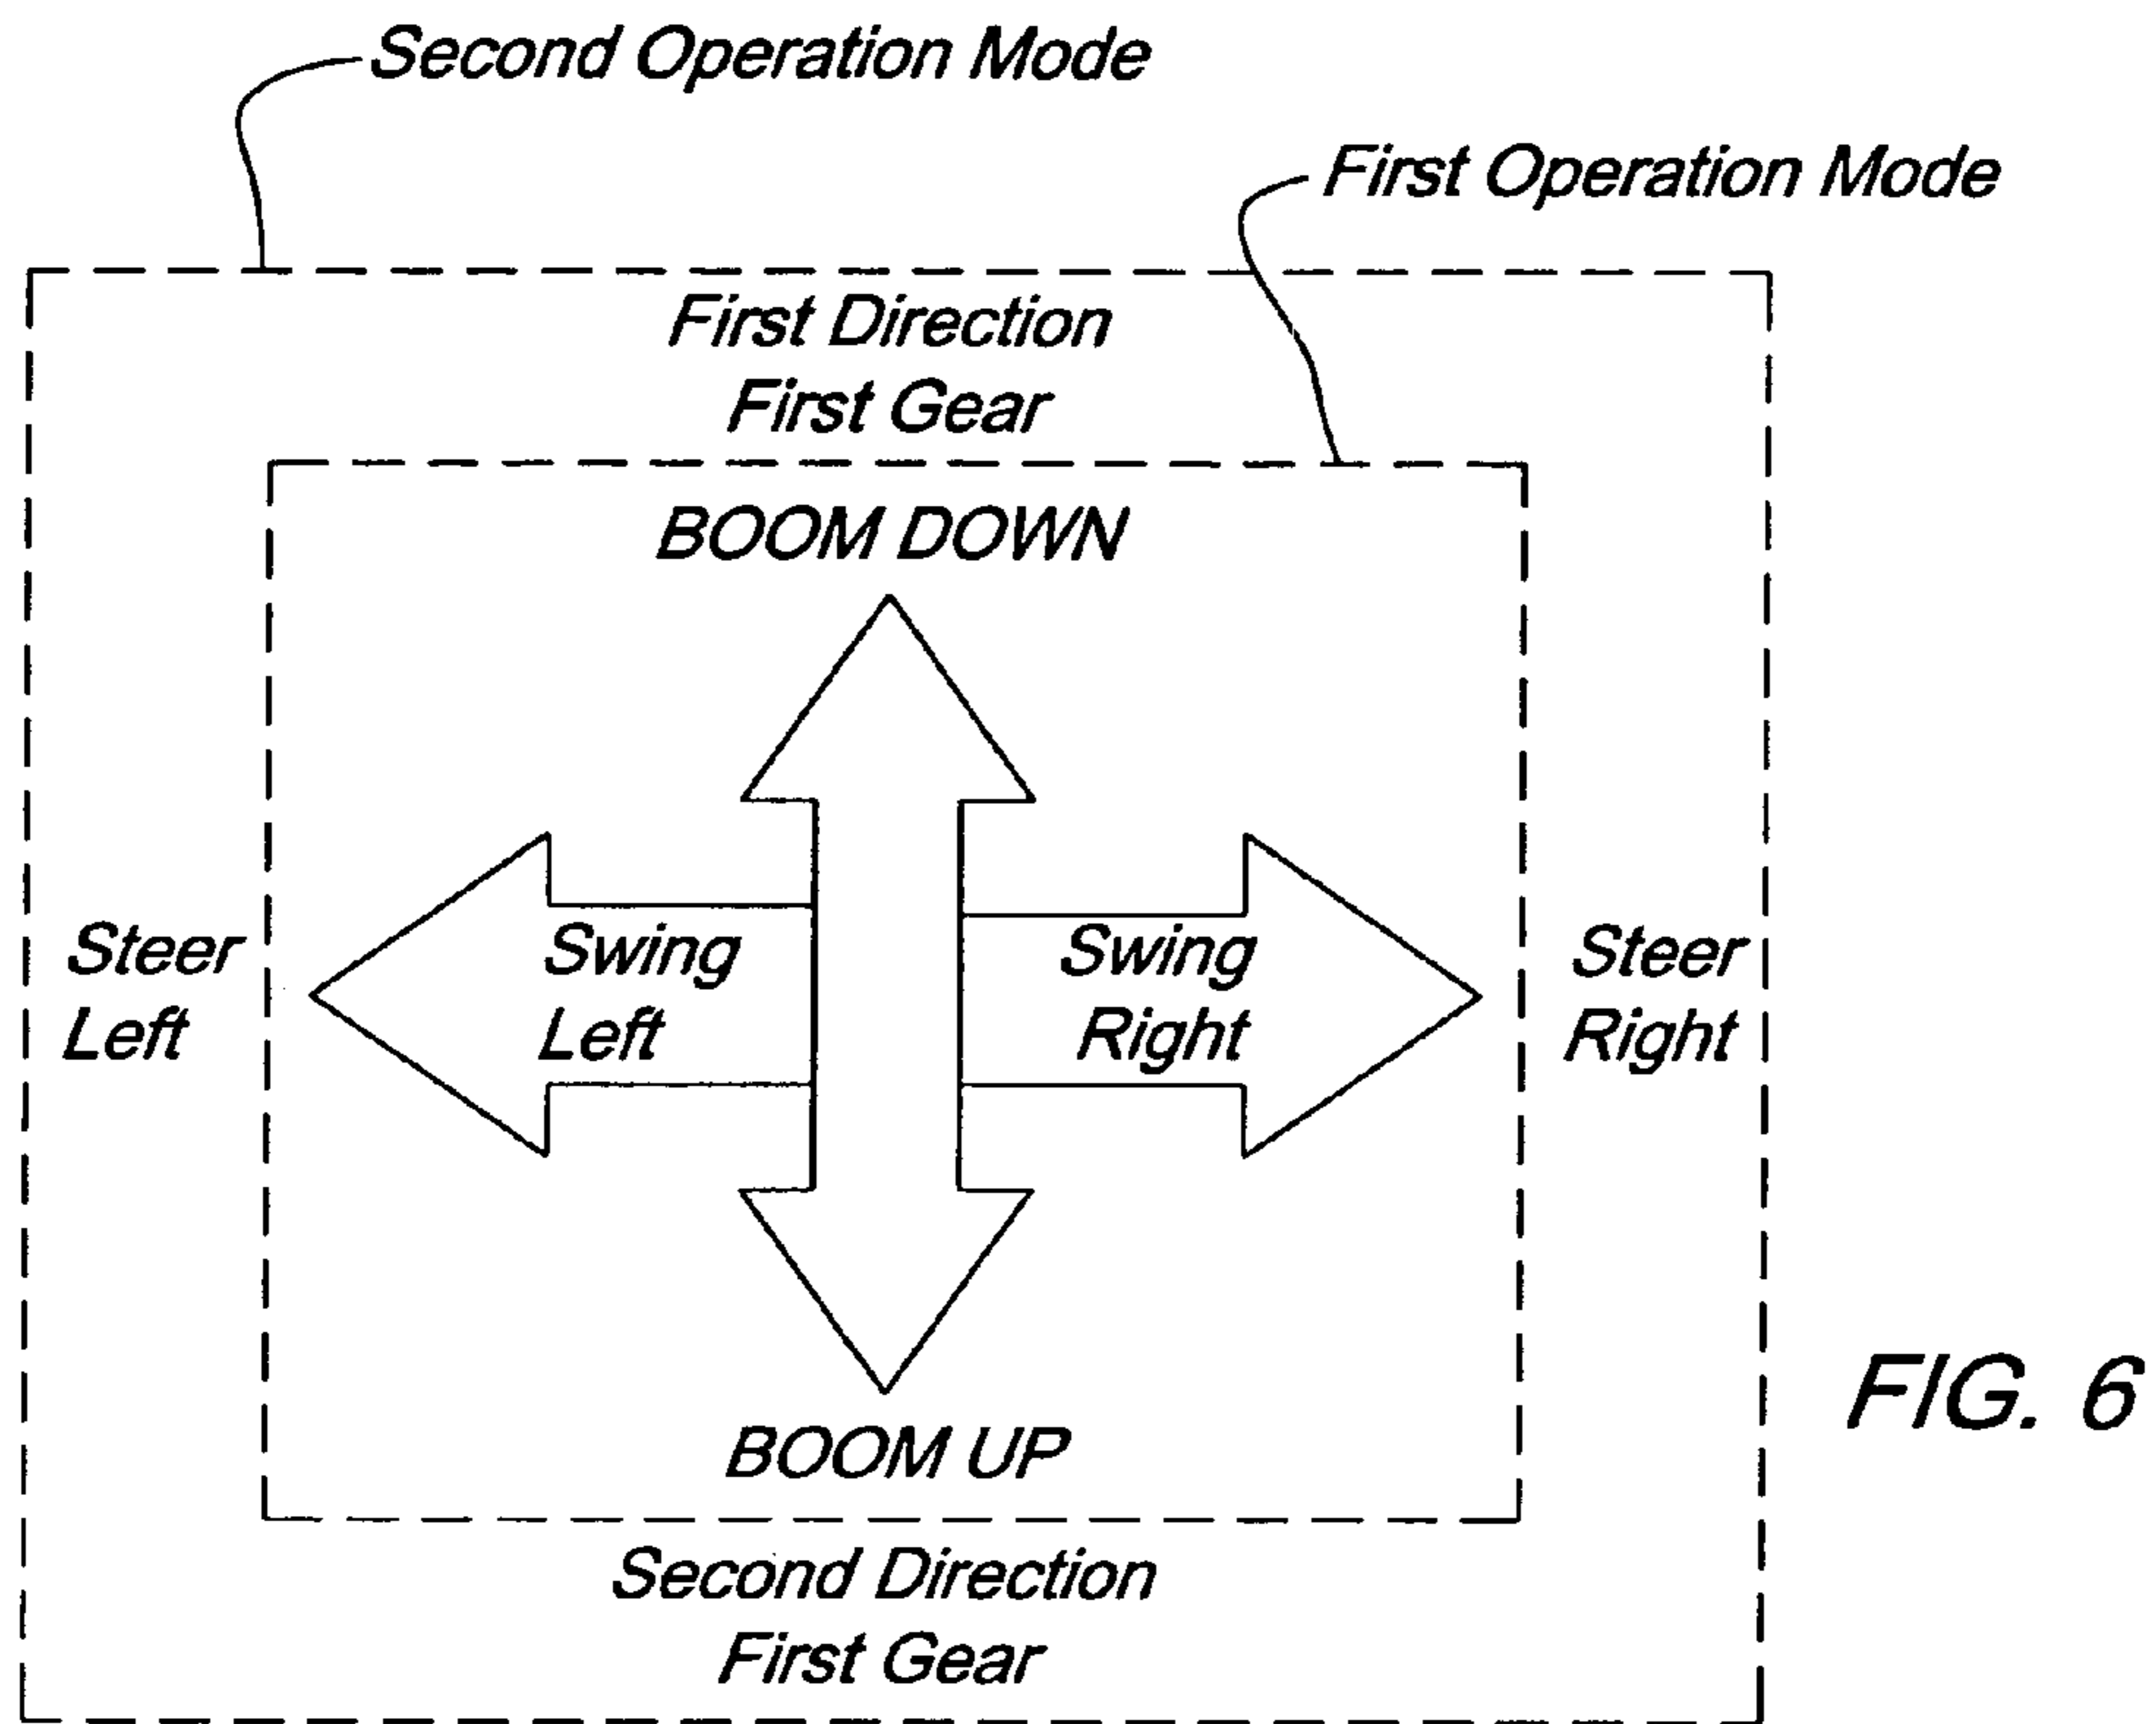 Second Operation Mode
First Operation Mode
First Direction
First Gear
BOOM DOWN
Steer
Left
Swing
Left
Swing
Right
Steer
Right
BOOM UP
Second Direction
First Gear
FIG. 6